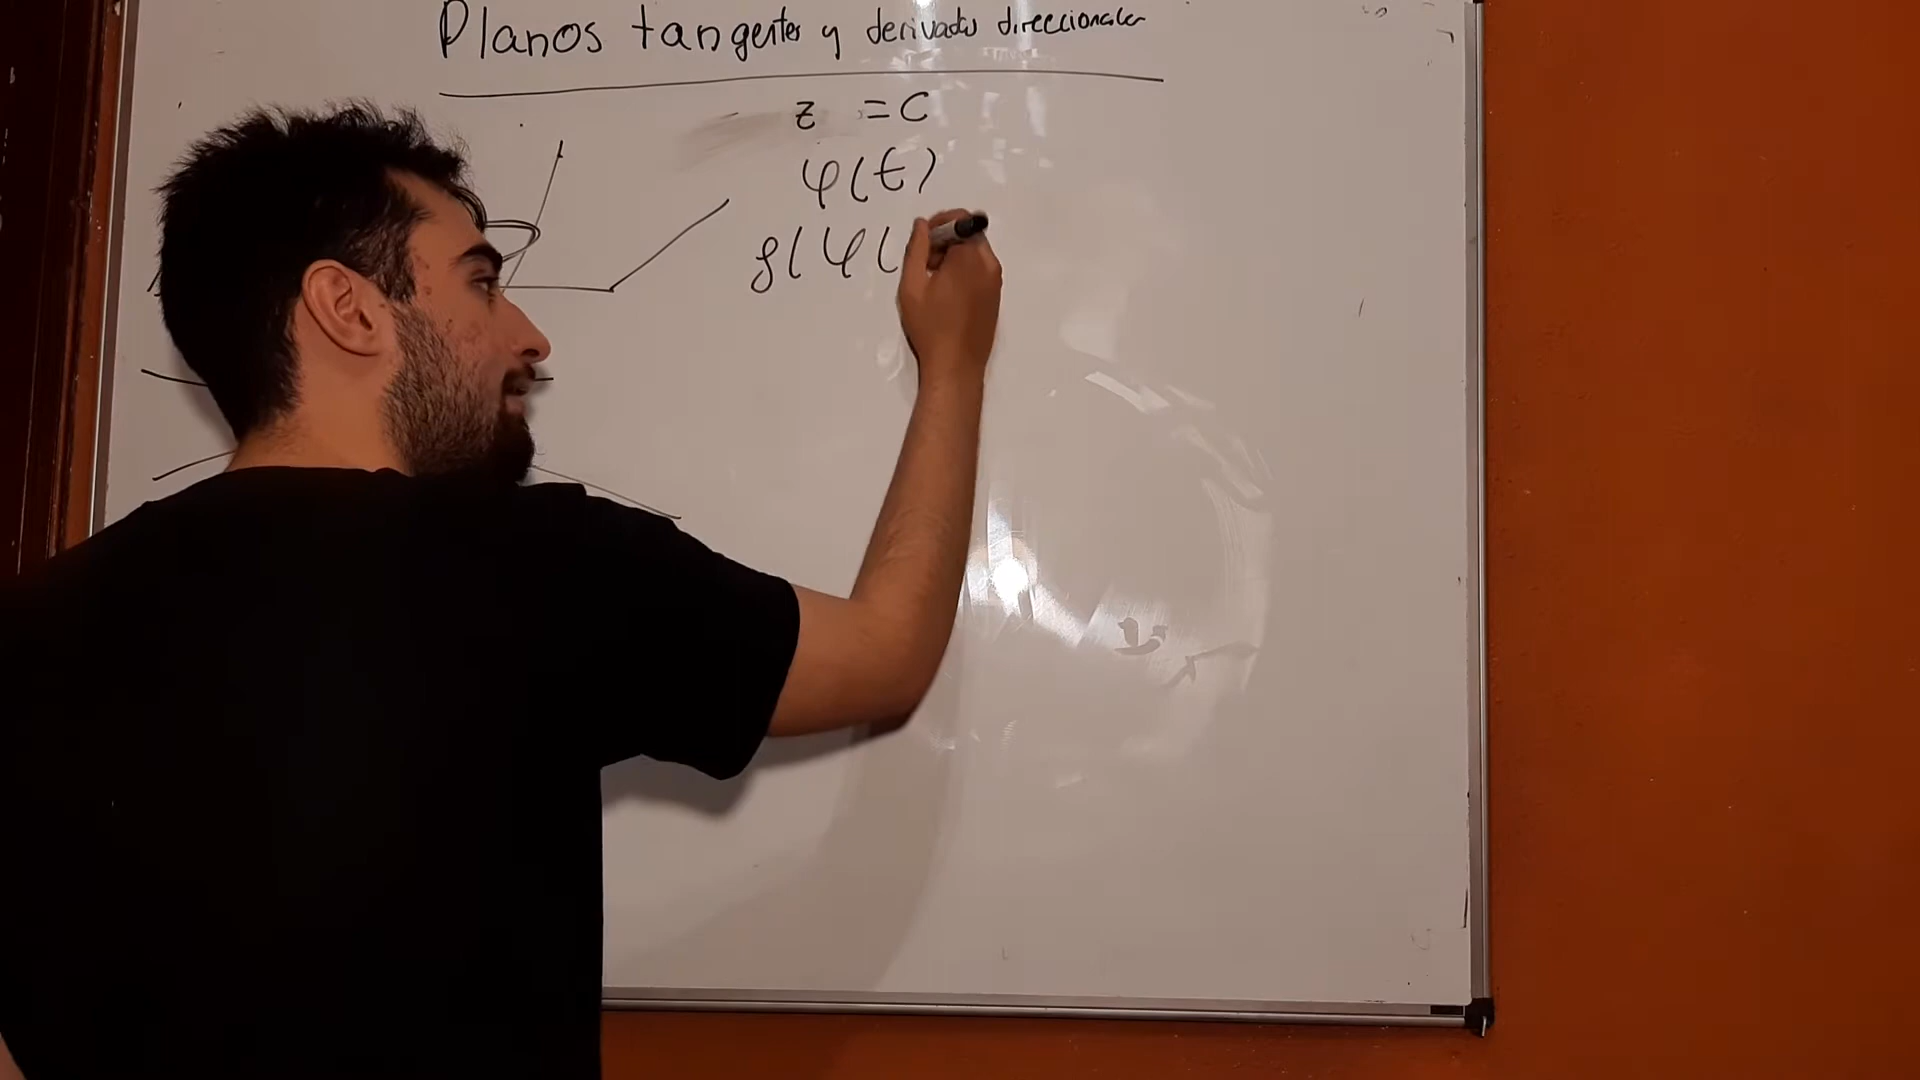 Planos tangentes y derivadas direccionales
z = C
φ(t)
g(φ(